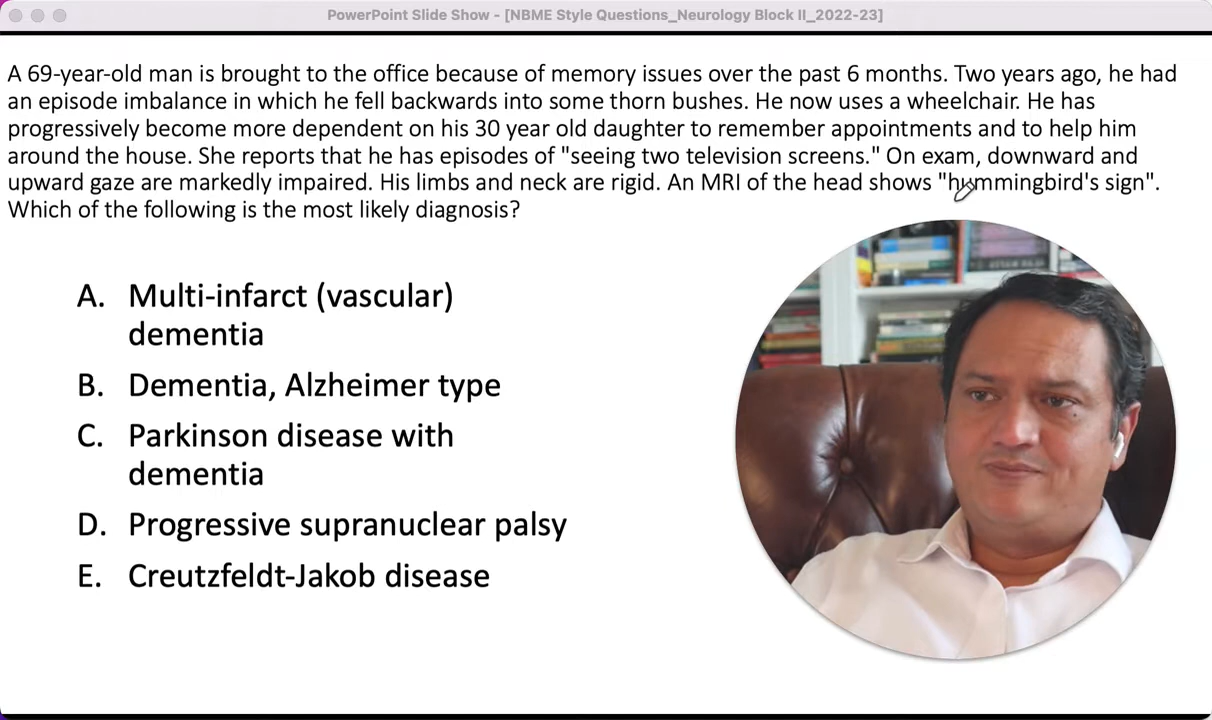 PowerPoint Slide Show - [NBME Style Questions_Neurology Block II_2022-23]
A 69-year-old man is brought to the office because of memory issues over the past 6 months. Two years ago, he had
an episode imbalance in which he fell backwards into some thorn bushes. He now uses a wheelchair. He has
progressively become more dependent on his 30 year old daughter to remember appointments and to help him
around the house. She reports that he has episodes of "seeing two television screens." On exam, downward and
upward gaze are markedly impaired. His limbs and neck are rigid. An MRI of the head shows "hummingbird's sign".
Which of the following is the most likely diagnosis?
A. Multi-infarct (vascular)
dementia
B. Dementia, Alzheimer type
C. Parkinson disease with
dementia
D. Progressive supranuclear palsy
E. Creutzfeldt-Jakob disease